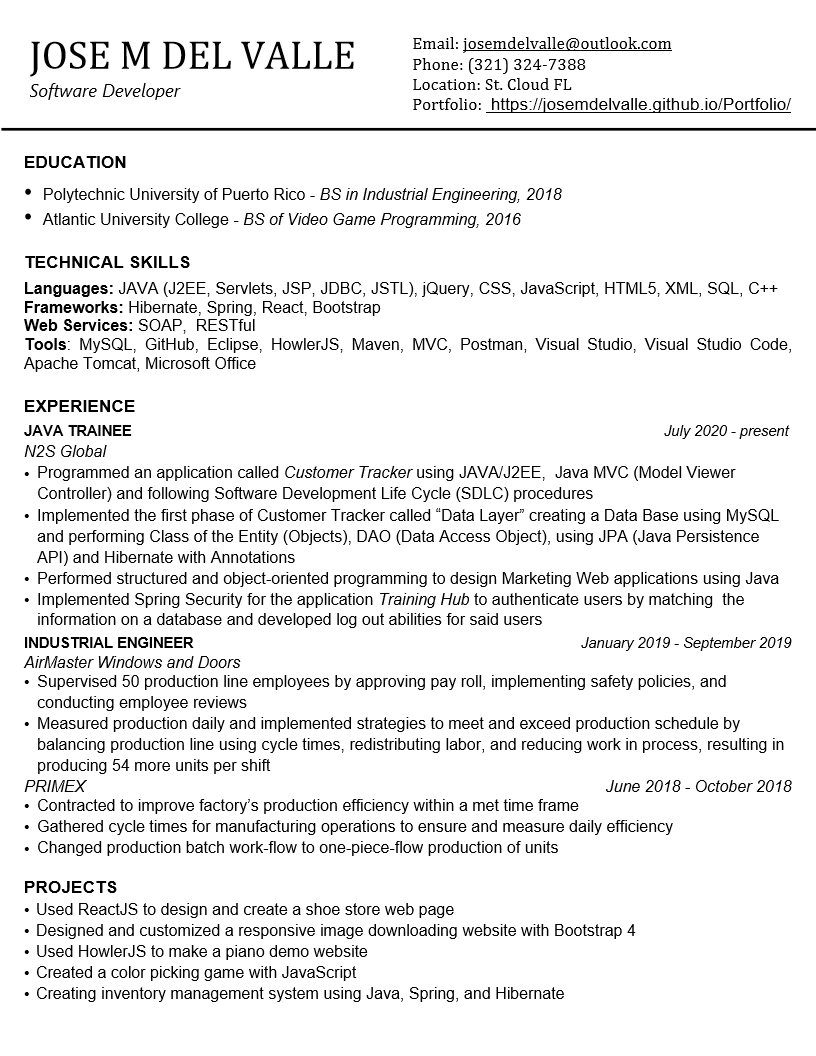 JOSE M DEL VALLE
Software Developer
Email: josemdelvalle@outlook.com
Phone: (321) 324-7388
Location: St. Cloud FL
Portfolio: https://josemdelvalle.github.io/Portfolio/
EDUCATION
• Polytechnic University of Puerto Rico - BS in Industrial Engineering, 2018
• Atlantic University College - BS of Video Game Programming, 2016
TECHNICAL SKILLS
Languages: JAVA (J2EE, Servlets, JSP, JDBC, JSTL), jQuery, CSS, JavaScript, HTML5, XML, SQL, C++
Frameworks: Hibernate, Spring, React, Bootstrap
Web Services: SOAP, RESTful
Tools: MySQL, GitHub, Eclipse, HowlerJS, Maven, MVC, Postman, Visual Studio, Visual Studio Code,
Apache Tomcat, Microsoft Office
EXPERIENCE
JAVA TRAINEE July 2020 - present
N2S Global
• Programmed an application called Customer Tracker using JAVA/J2EE, Java MVC (Model Viewer
Controller) and following Software Development Life Cycle (SDLC) procedures
• Implemented the first phase of Customer Tracker called “Data Layer” creating a Data Base using MySQL
and performing Class of the Entity (Objects), DAO (Data Access Object), using JPA (Java Persistence
API) and Hibernate with Annotations
• Performed structured and object-oriented programming to design Marketing Web applications using Java
• Implemented Spring Security for the application Training Hub to authenticate users by matching the
information on a database and developed log out abilities for said users
INDUSTRIAL ENGINEER January 2019 - September 2019
AirMaster Windows and Doors
• Supervised 50 production line employees by approving pay roll, implementing safety policies, and
conducting employee reviews
• Measured production daily and implemented strategies to meet and exceed production schedule by
balancing production line using cycle times, redistributing labor, and reducing work in process, resulting in
producing 54 more units per shift
PRIMEX June 2018 - October 2018
• Contracted to improve factory’s production efficiency within a met time frame
• Gathered cycle times for manufacturing operations to ensure and measure daily efficiency
• Changed production batch work-flow to one-piece-flow production of units
PROJECTS
• Used ReactJS to design and create a shoe store web page
• Designed and customized a responsive image downloading website with Bootstrap 4
• Used HowlerJS to make a piano demo website
• Created a color picking game with JavaScript
• Creating inventory management system using Java, Spring, and Hibernate